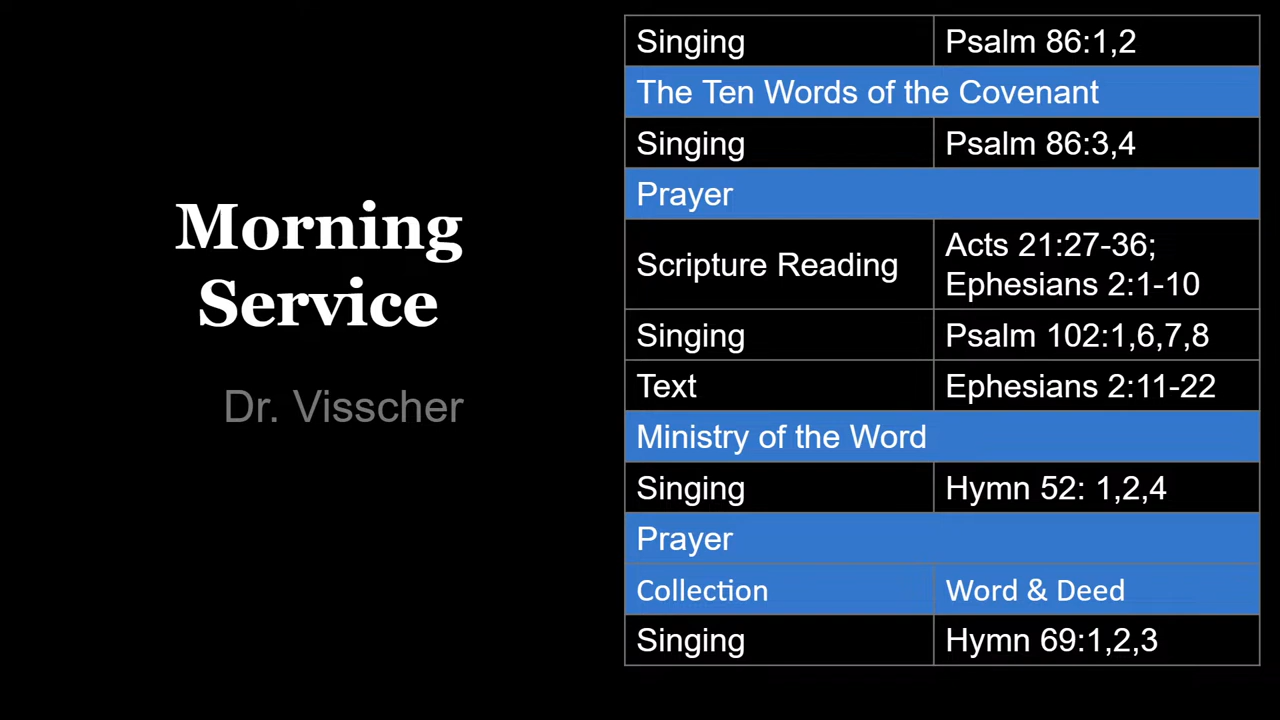 Morning
Service
Dr. Visscher
Singing Psalm 86:1,2
The Ten Words of the Covenant
Singing Psalm 86:3,4
Prayer
Scripture Reading Acts 21:27-36;
Ephesians 2:1-10
Singing Psalm 102:1,6,7,8
Text Ephesians 2:11-22
Ministry of the Word
Singing Hymn 52: 1,2,4
Prayer
Collection Word & Deed
Singing Hymn 69:1,2,3